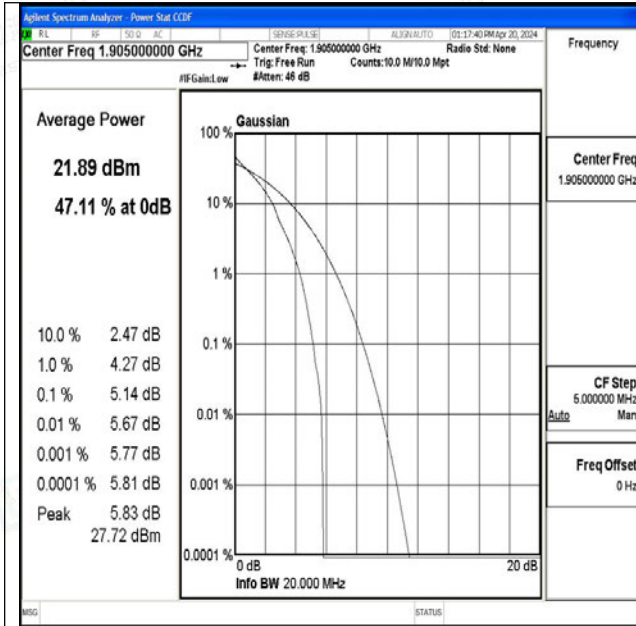 Agilent Spectrum Analyzer - Power Stat CCDF
RL RF 50 Ω AC SENSE:PULSE ALIGNAUTO 01:17:40 PM Apr 20, 2024
Center Freq 1.905000000 GHz
Center Freq: 1.905000000 GHz Radio Std: None
Trig: Free Run Counts:10.0 M/10.0 Mpt
#IFGain:Low #Atten: 46 dB
Frequency
Average Power
21.89 dBm
47.11 % at 0dB
10.0 % 2.47 dB
1.0 % 4.27 dB
0.1 % 5.14 dB
0.01 % 5.67 dB
0.001 % 5.77 dB
0.0001 % 5.81 dB
Peak 5.83 dB
27.72 dBm
Gaussian
100 %
10 %
1 %
0.1 %
0.01 %
0.001 %
0.0001 %
0 dB 20 dB
Info BW 20.000 MHz
Center Freq
1.905000000 GHz
CF Step
5.000000 MHz
Auto Man
Freq Offset
0 Hz
MSG STATUS